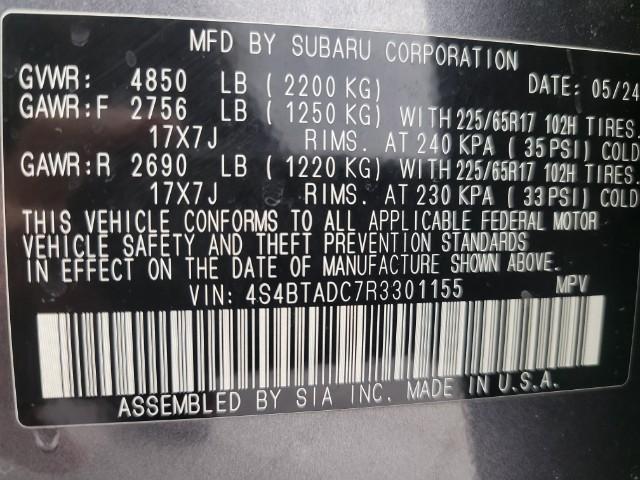 MFD BY SUBARU CORPORATION
GVWR: 4850 LB ( 2200 KG) DATE: 05/24
GAWR:F 2756 LB ( 1250 KG) WITH 225/65R17 102H TIRES
17X7J RIMS. AT 240 KPA ( 35 PSI) COLD
GAWR:R 2690 LB ( 1220 KG) WITH 225/65R17 102H TIRES.
17X7J RIMS. AT 230 KPA ( 33 PSI) COLD
THIS VEHICLE CONFORMS TO ALL APPLICABLE FEDERAL MOTOR
VEHICLE SAFETY AND THEFT PREVENTION STANDARDS
IN EFFECT ON THE DATE OF MANUFACTURE SHOWN ABOVE.
VIN: 4S4BTADC7R3301155 MPV
ASSEMBLED BY SIA INC. MADE IN U.S.A.